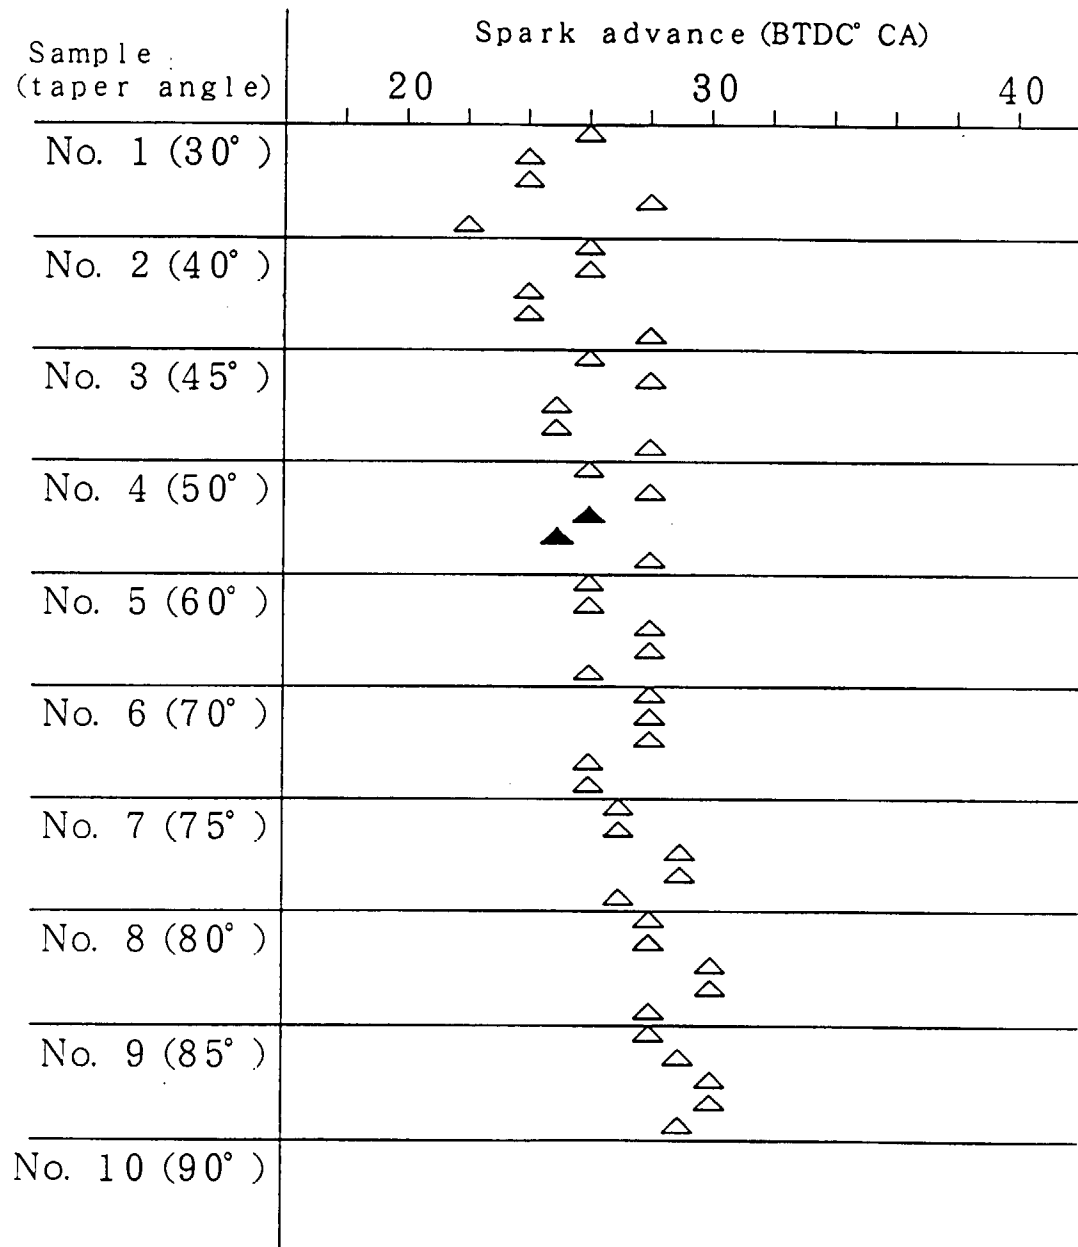 Spark advance (BTDC° CA)
Sample
(taper angle)
20 30 40
No. 1 (30° )
No. 2 (40° )
No. 3 (45° )
No. 4 (50° )
No. 5 (60° )
No. 6 (70° )
No. 7 (75° )
No. 8 (80° )
No. 9 (85° )
No. 10 (90° )